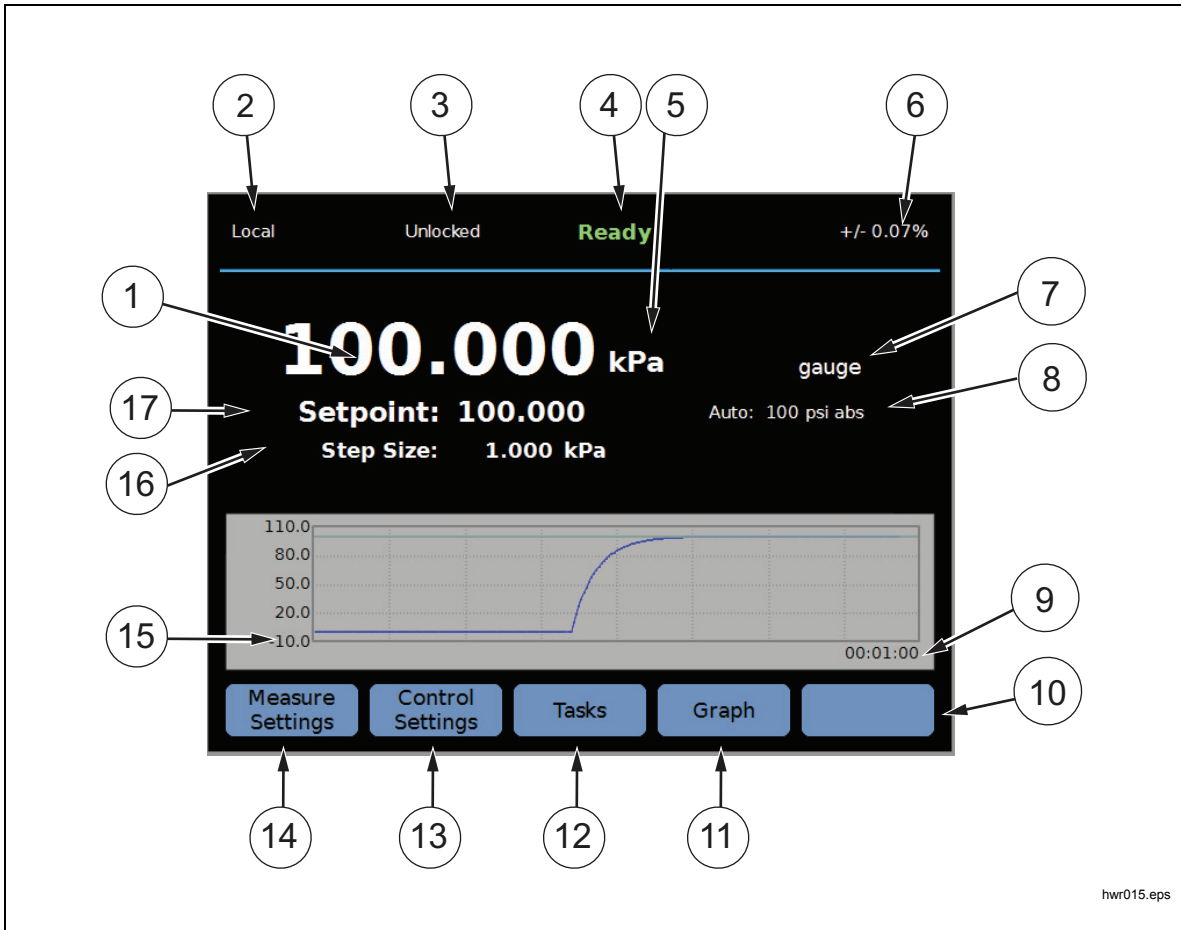 2 3 4 5 6
Local Unlocked Ready +/- 0.07%
1
100.000 kPa
7
gauge
17
Setpoint: 100.000
8
Auto: 100 psi abs
16
Step Size: 1.000 kPa
110.0
80.0
50.0
20.0
-10.0
15
00:01:00
9
Measure Settings
Control Settings
Tasks
Graph
10
14 13 12 11
hwr015.eps